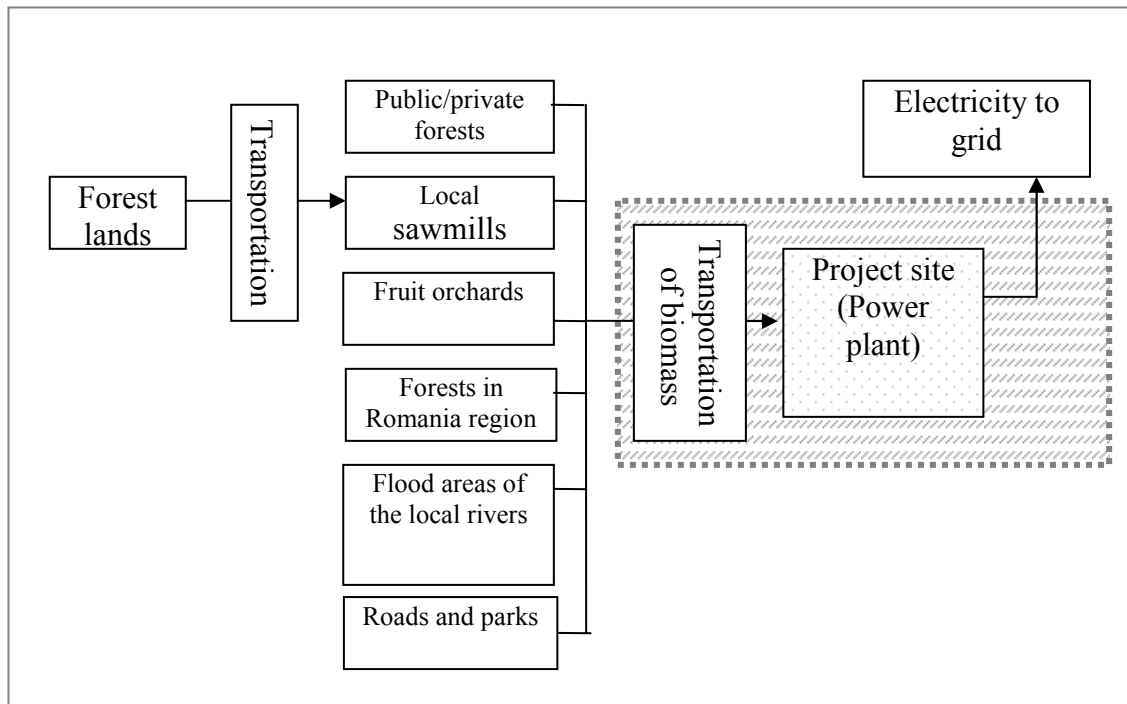 Forest
lands
Transportation
Public/private
forests
Local
sawmills
Fruit orchards
Forests in
Romania region
Flood areas of
the local rivers
Roads and parks
Transportation
of biomass
Project site
(Power
plant)
Electricity to
grid